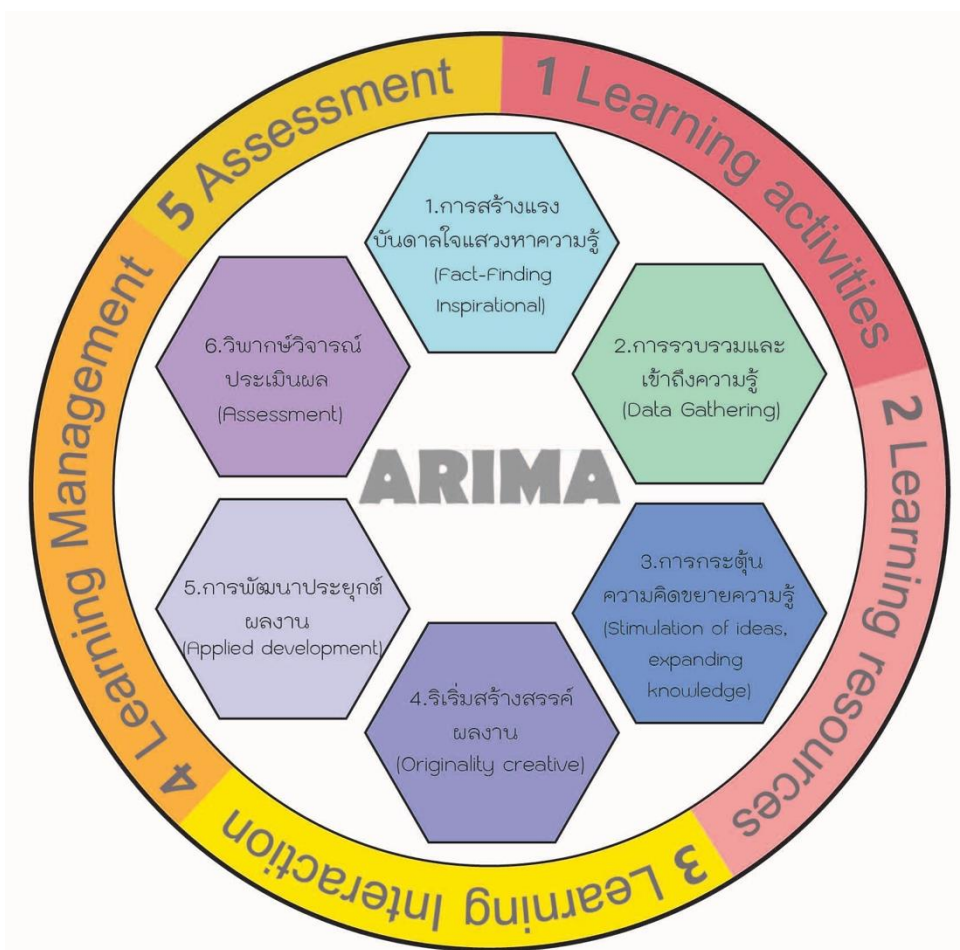 1 Learning activities
2 Learning resources
3 Learning Interaction
4 Learning Management
5 Assessment
1.การสร้างแรง
บันดาลใจแสวงหาความรู้
(Fact-Finding
Inspirational)
2.การรวบรวมและ
เข้าถึงความรู้
(Data Gathering)
3.การกระตุ้น
ความคิดขยายความรู้
(Stimulation of ideas,
expanding
knowledge)
4.ริเริ่มสร้างสรรค์
ผลงาน
(Originality creative)
5.การพัฒนาประยุกต์
ผลงาน
(Applied development)
6.วิพากษ์วิจารณ์
ประเมินผล
(Assessment)
ARIMA